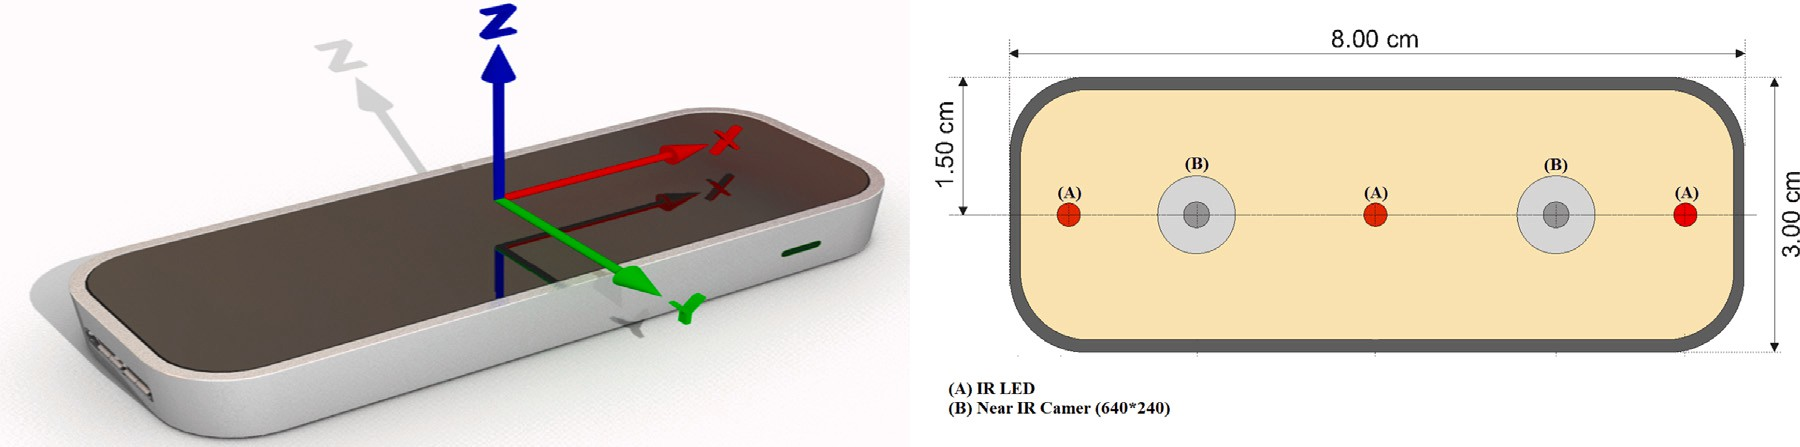 Z
Z
X
X
Y
Y
8.00 cm
1.50 cm
3.00 cm
(B)
(B)
(A)
(A)
(A)
(A) IR LED
(B) Near IR Camer (640*240)